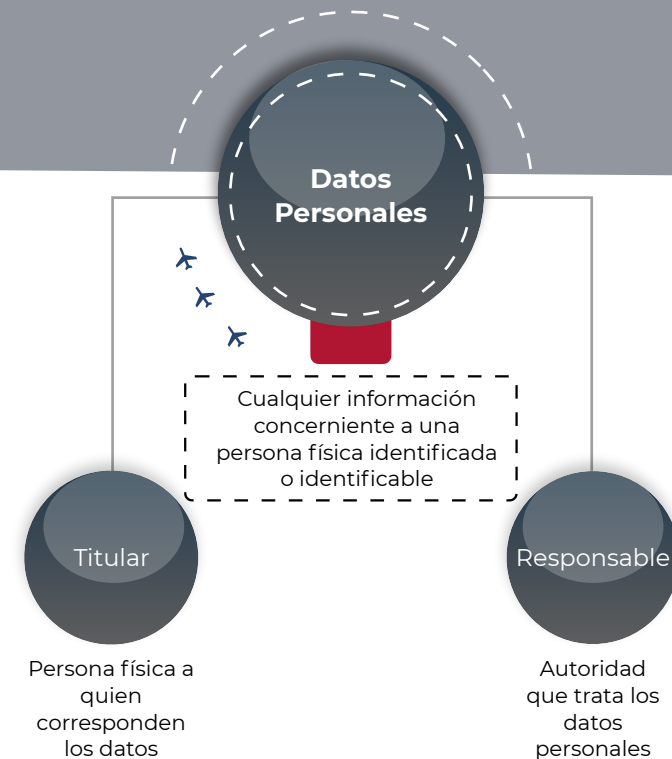 Datos
Personales
Cualquier información
concerniente a una
persona física identificada
o identificable
Titular
Persona física a
quien
corresponden
los datos
Responsable
Autoridad
que trata los
datos
personales